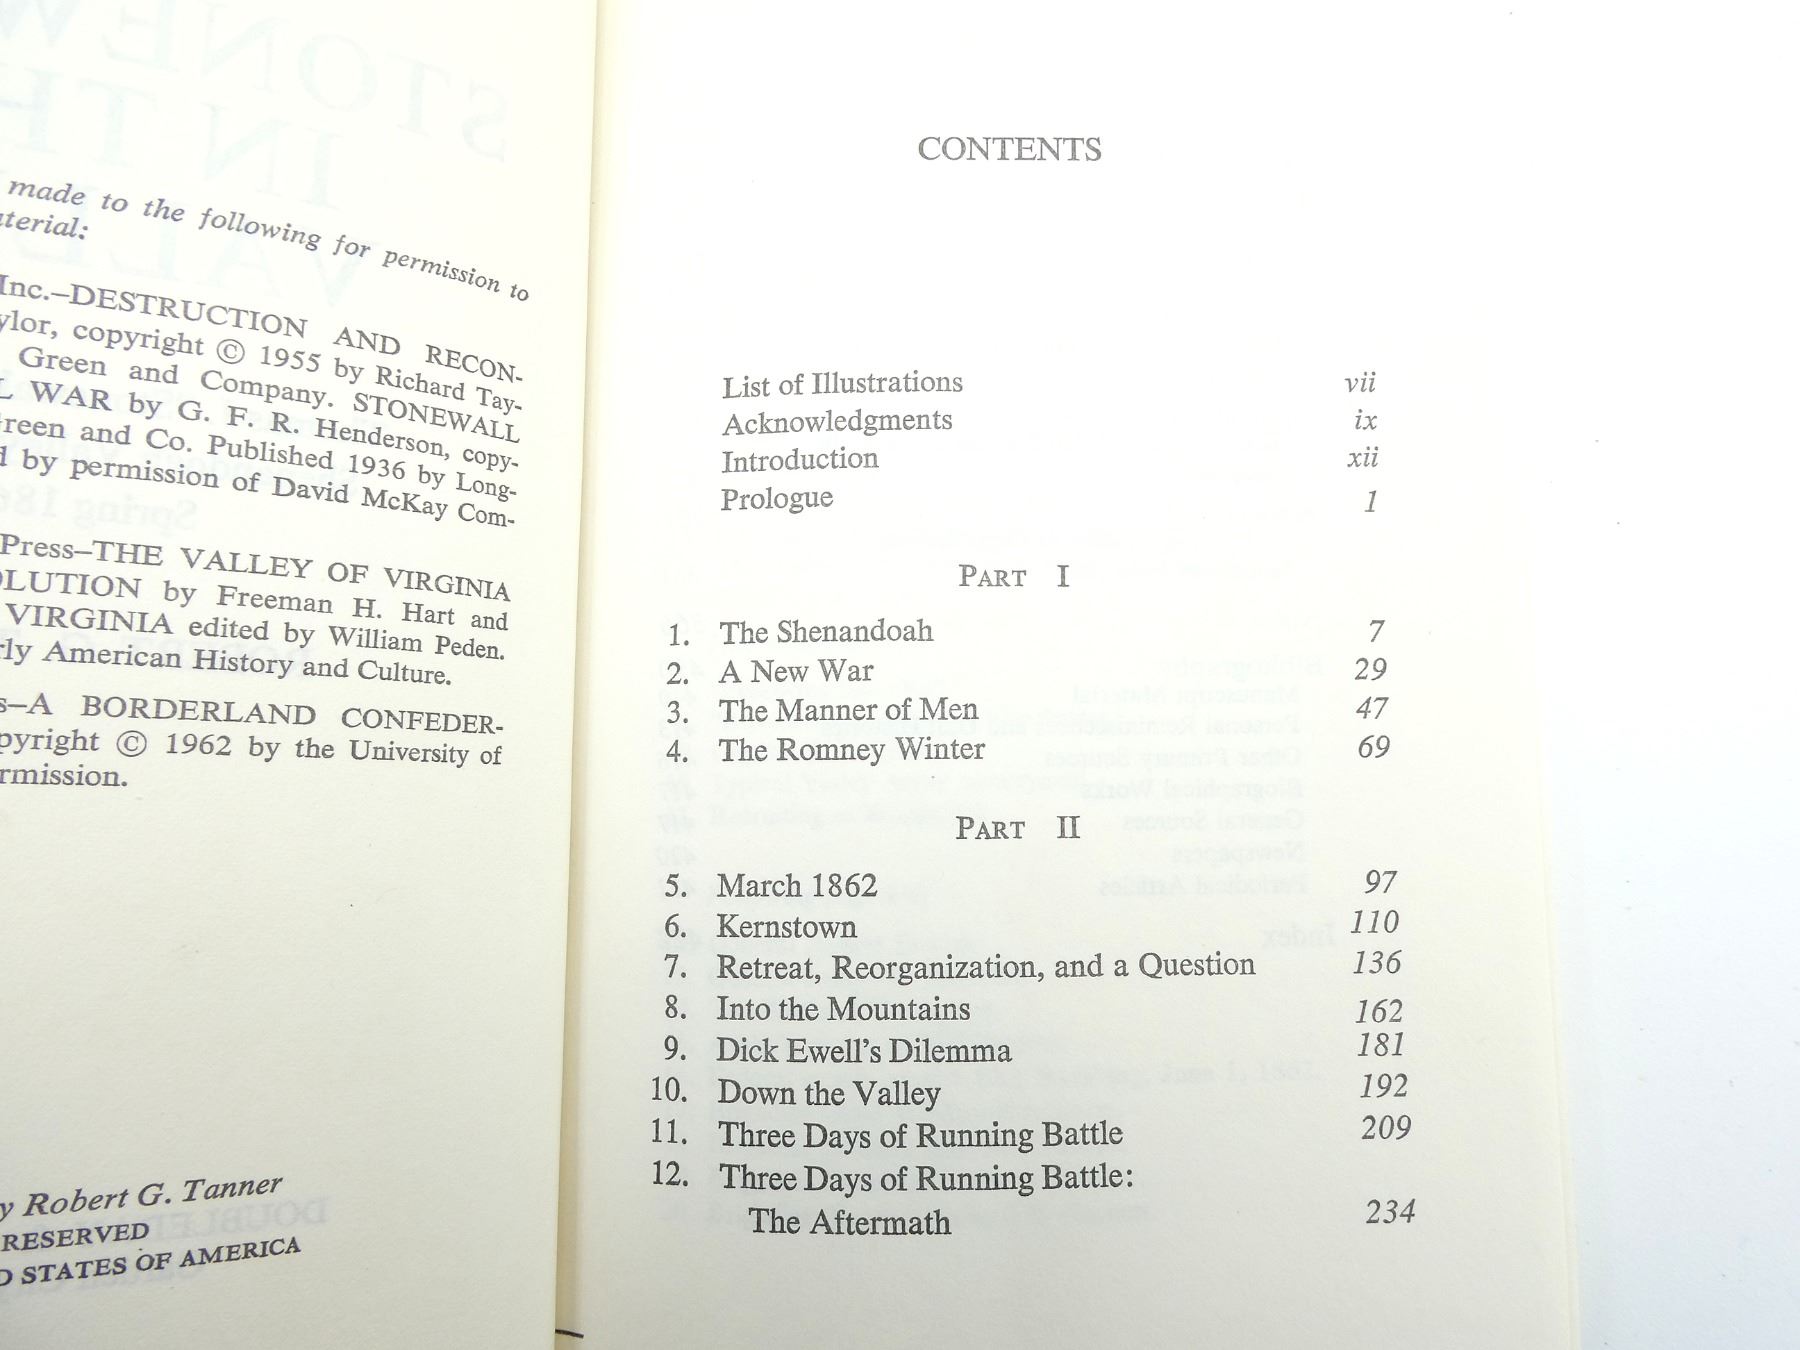 made to the following for permission to
aterial:
Inc.—DESTRUCTION AND RECON-
ylor, copyright © 1955 by Richard Tay-
Green and Company. STONEWALL
L WAR by G. F. R. Henderson, copy-
Green and Co. Published 1936 by Long-
d by permission of David McKay Com-
Press—THE VALLEY OF VIRGINIA
OLUTION by Freeman H. Hart and
VIRGINIA edited by William Peden.
rly American History and Culture.
s—A BORDERLAND CONFEDER-
pyright © 1962 by the University of
rmission.
y Robert G. Tanner
RESERVED
D STATES OF AMERICA
CONTENTS
List of Illustrations vii
Acknowledgments ix
Introduction xii
Prologue 1
PART I
1. The Shenandoah 7
2. A New War 29
3. The Manner of Men 47
4. The Romney Winter 69
PART II
5. March 1862 97
6. Kernstown 110
7. Retreat, Reorganization, and a Question 136
8. Into the Mountains 162
9. Dick Ewell's Dilemma 181
10. Down the Valley 192
11. Three Days of Running Battle 209
12. Three Days of Running Battle:
The Aftermath 234